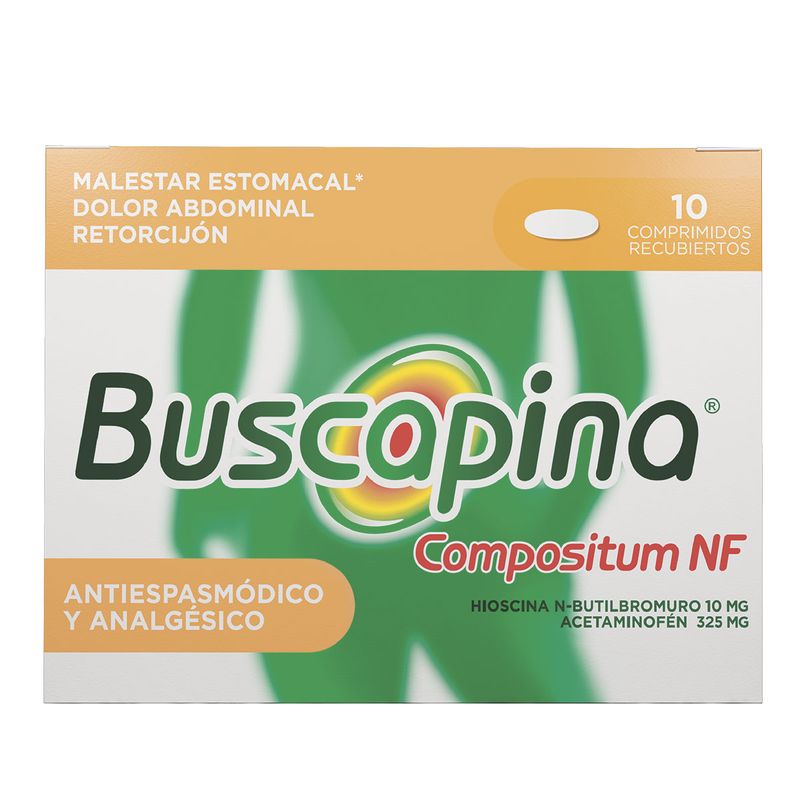 MALESTAR ESTOMACAL*
DOLOR ABDOMINAL
RETORCIJÓN
10
COMPRIMIDOS
RECUBIERTOS
Buscapina®
Compositum NF
ANTIESPASMÓDICO
Y ANALGÉSICO
HIOSCINA N-BUTILBROMURO 10 MG
ACETAMINOFÉN 325 MG